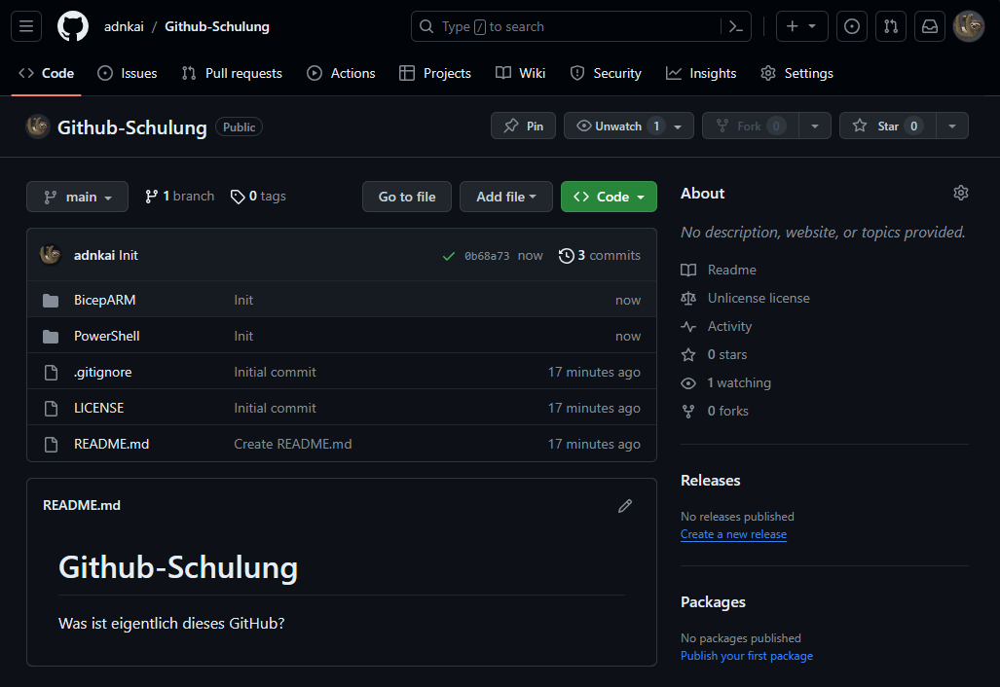 adnkai / Github-Schulung
Type / to search
Code Issues Pull requests Actions Projects Wiki Security Insights Settings
Github-Schulung Public
Pin Unwatch 1 Fork 0 Star 0
main 1 branch 0 tags Go to file Add file Code
adnkai Init 0b68a73 now 3 commits
BicepARM Init now
PowerShell Init now
.gitignore Initial commit 17 minutes ago
LICENSE Initial commit 17 minutes ago
README.md Create README.md 17 minutes ago
README.md
Github-Schulung
Was ist eigentlich dieses GitHub?
About
No description, website, or topics provided.
Readme
Unlicense license
Activity
0 stars
1 watching
0 forks
Releases
No releases published
Create a new release
Packages
No packages published
Publish your first package